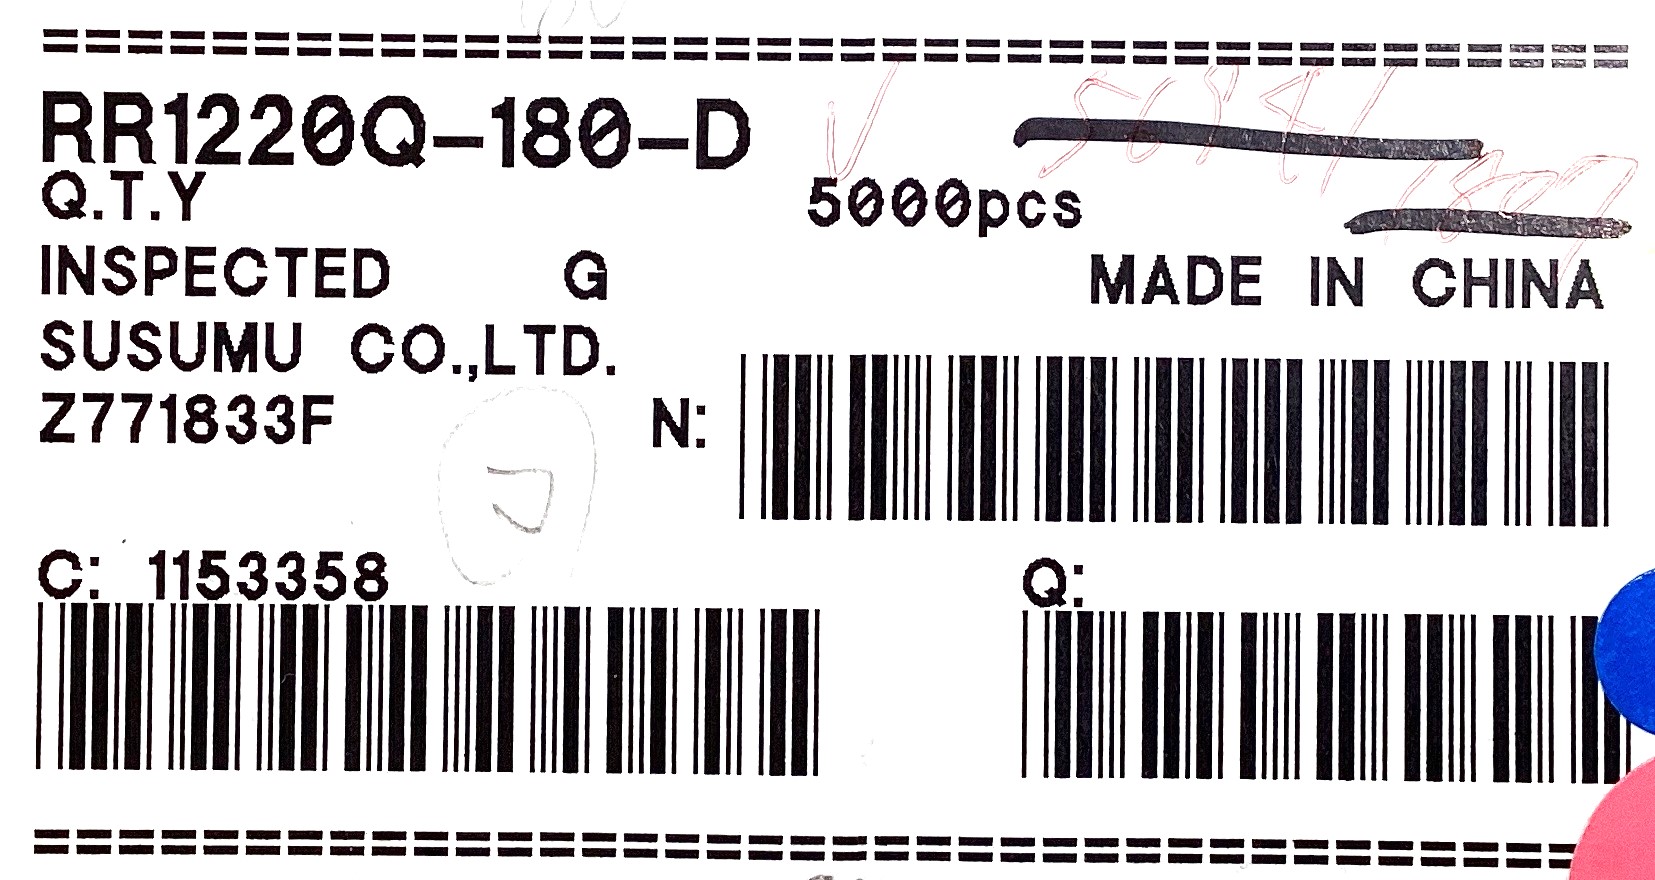 RR1220Q-180-D
Q.T.Y 5000pcs
INSPECTED G MADE IN CHINA
SUSUMU CO.,LTD.
Z771833F N:
C: 1153358 Q: